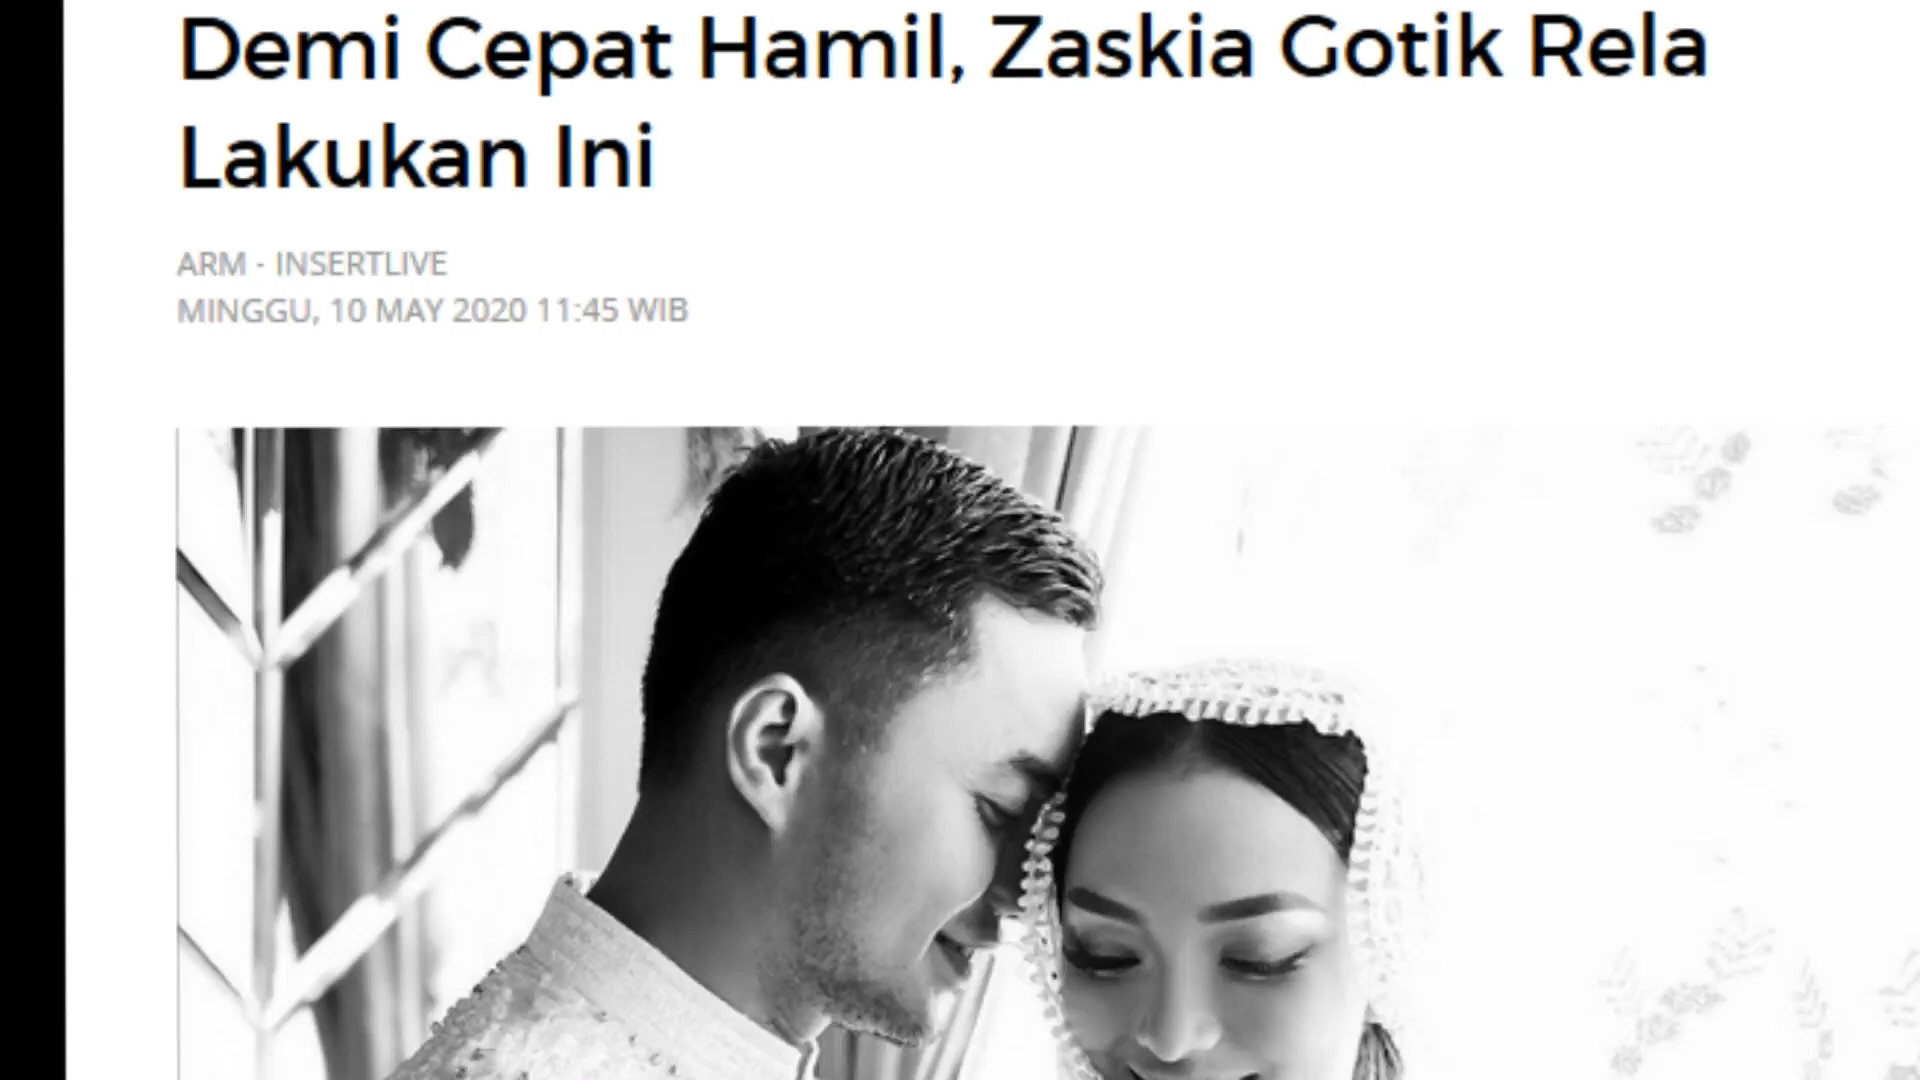 Demi Cepat Hamil, Zaskia Gotik Rela
Lakukan Ini
ARM - INSERTLIVE
MINGGU, 10 MAY 2020 11:45 WIB